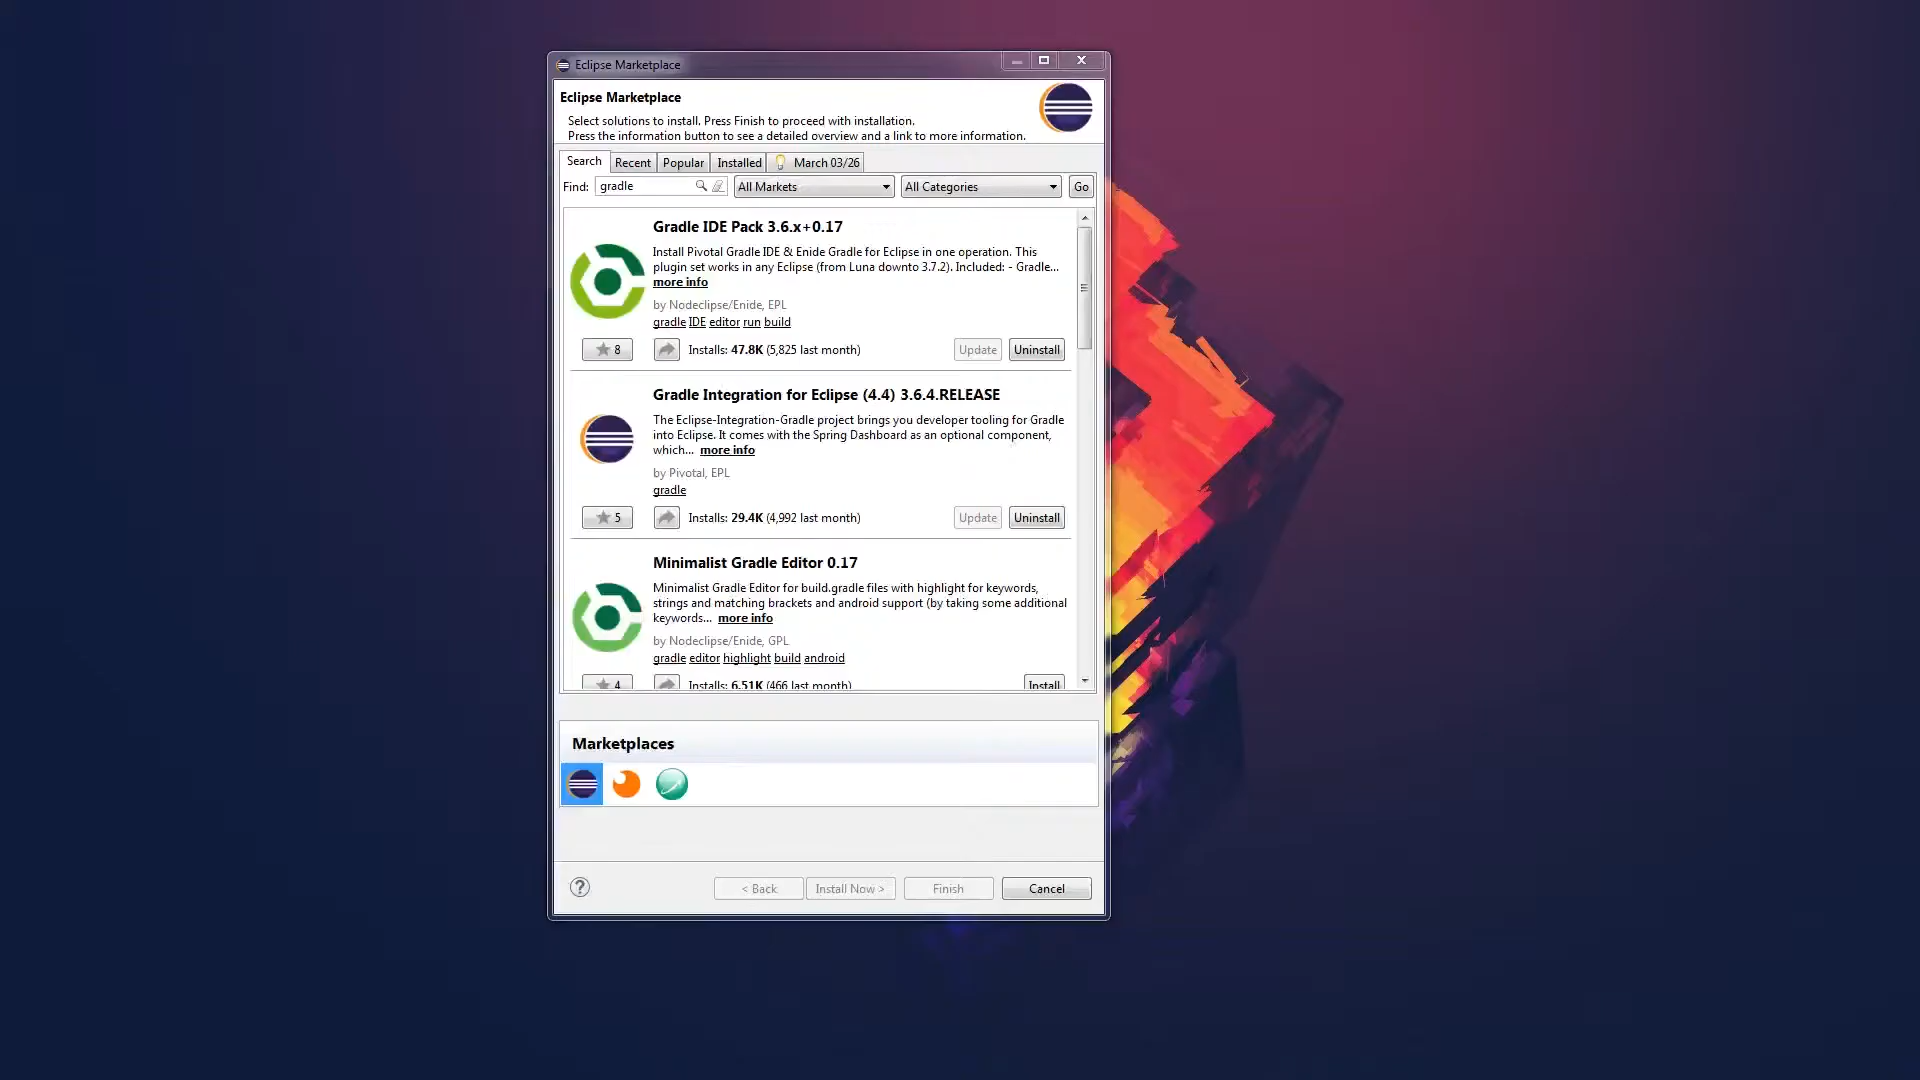 Eclipse Marketplace
Eclipse Marketplace
Select solutions to install. Press Finish to proceed with installation.
Press the information button to see a detailed overview and a link to more information.
Search Recent Popular Installed March 03/26
Find: gradle All Markets All Categories Go
Gradle IDE Pack 3.6.x+0.17
Install Pivotal Gradle IDE & Enide Gradle for Eclipse in one operation. This
plugin set works in any Eclipse (from Luna downto 3.7.2). Included: - Gradle...
more info
by Nodeclipse/Enide, EPL
gradle IDE editor run build
8 Installs: 47.8K (5,825 last month) Update Uninstall
Gradle Integration for Eclipse (4.4) 3.6.4.RELEASE
The Eclipse-Integration-Gradle project brings you developer tooling for Gradle
into Eclipse. It comes with the Spring Dashboard as an optional component,
which... more info
by Pivotal, EPL
gradle
5 Installs: 29.4K (4,992 last month) Update Uninstall
Minimalist Gradle Editor 0.17
Minimalist Gradle Editor for build.gradle files with highlight for keywords,
strings and matching brackets and android support (by taking some additional
keywords... more info
by Nodeclipse/Enide, GPL
gradle editor highlight build android
4 Installs: 6.51K (466 last month) Install
Marketplaces
? < Back Install Now > Finish Cancel